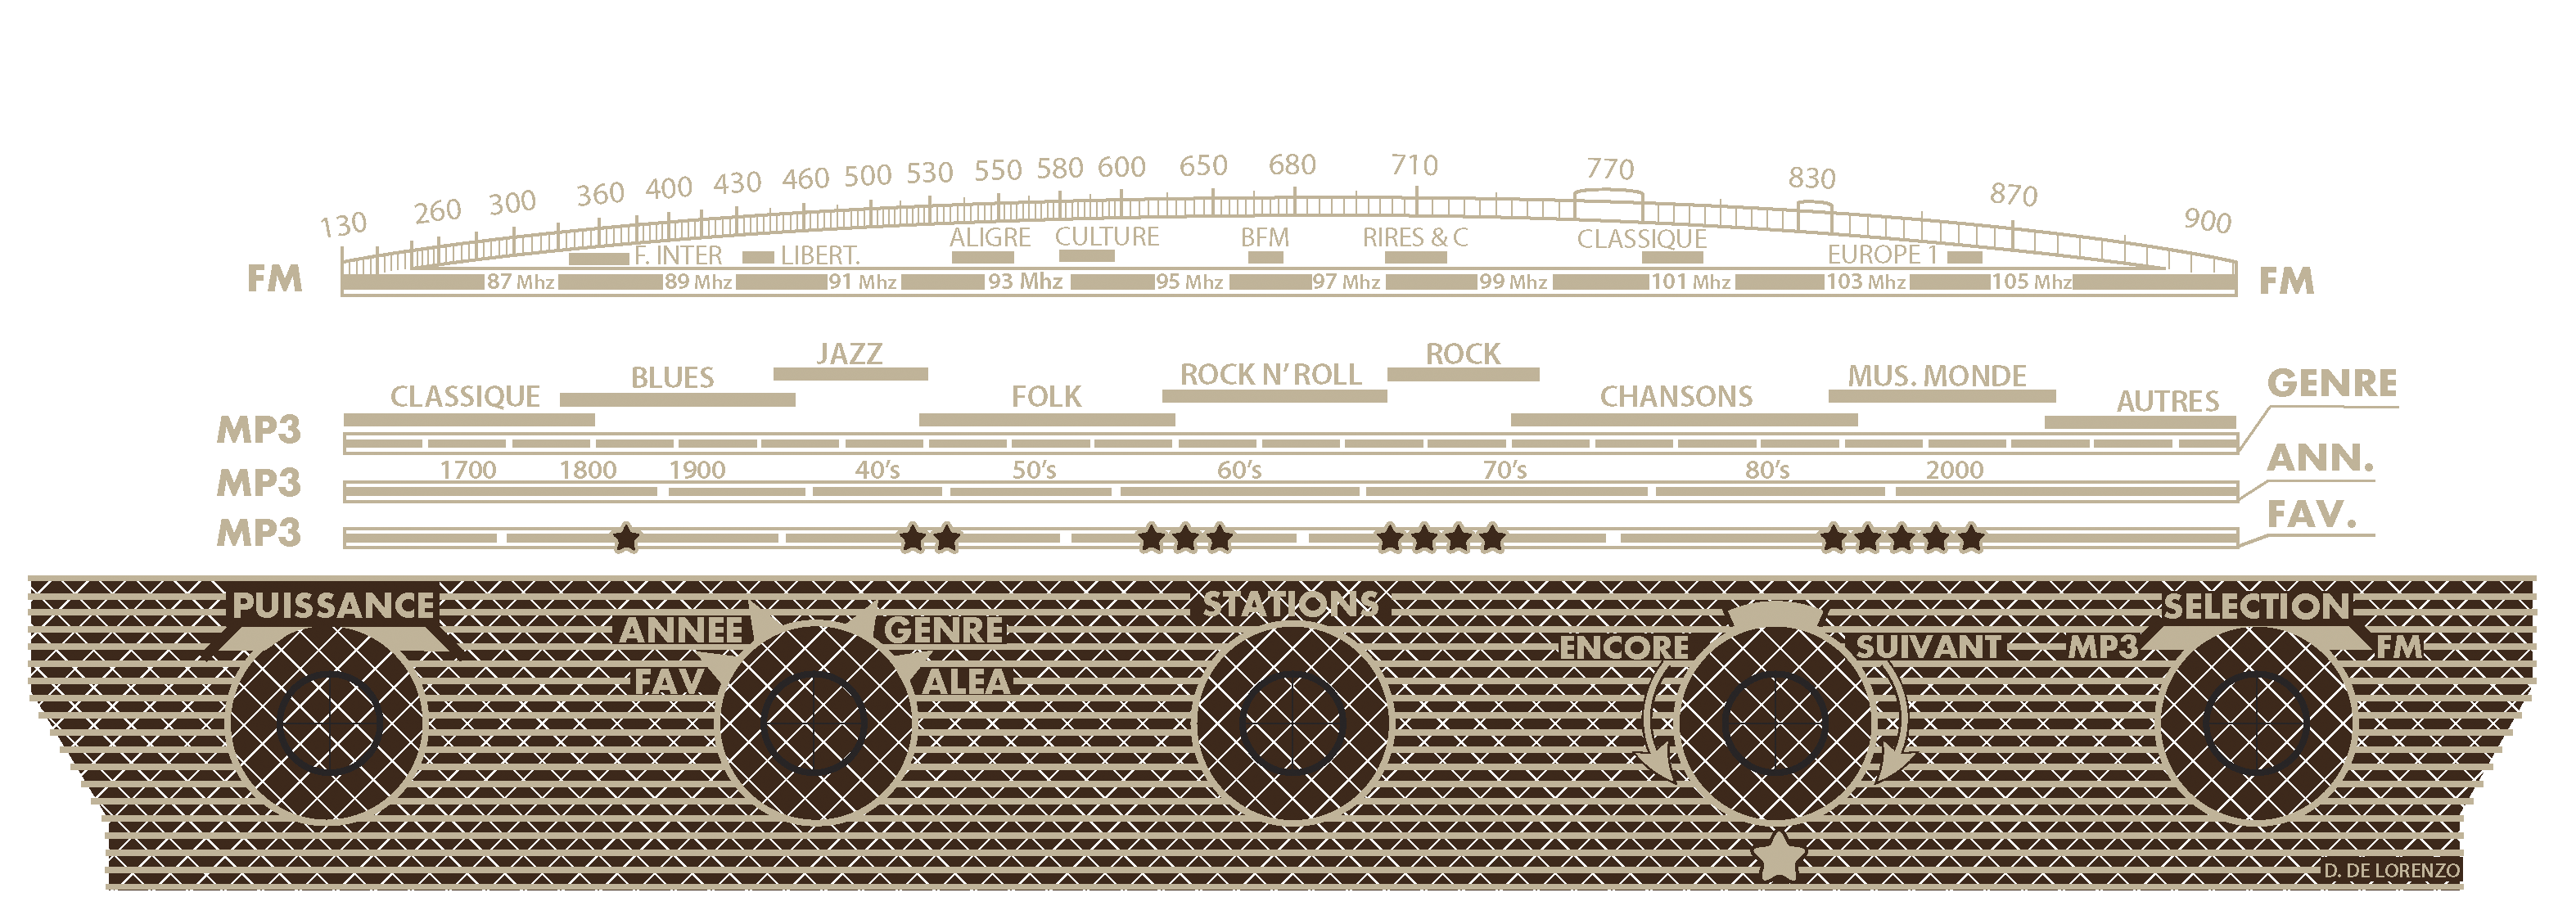 130 260 300 360 400 430 460 500 530 550 580 600 650 680 710 770 830 870 900
F. INTER LIBERT. ALIGRE CULTURE BFM RIRES & C CLASSIQUE EUROPE 1
FM 87 Mhz 89 Mhz 91 Mhz 93 Mhz 95 Mhz 97 Mhz 99 Mhz 101 Mhz 103 Mhz 105 Mhz FM
CLASSIQUE BLUES JAZZ FOLK ROCK N'ROLL ROCK CHANSONS MUS. MONDE AUTRES
MP3 GENRE
1700 1800 1900 40's 50's 60's 70's 80's 2000
MP3 ANN.
MP3 FAV.
PUISSANCE
ANNEE GENRE
FAV ALEA
STATIONS
ENCORE SUIVANT
SELECTION
MP3 FM
D. DE LORENZO